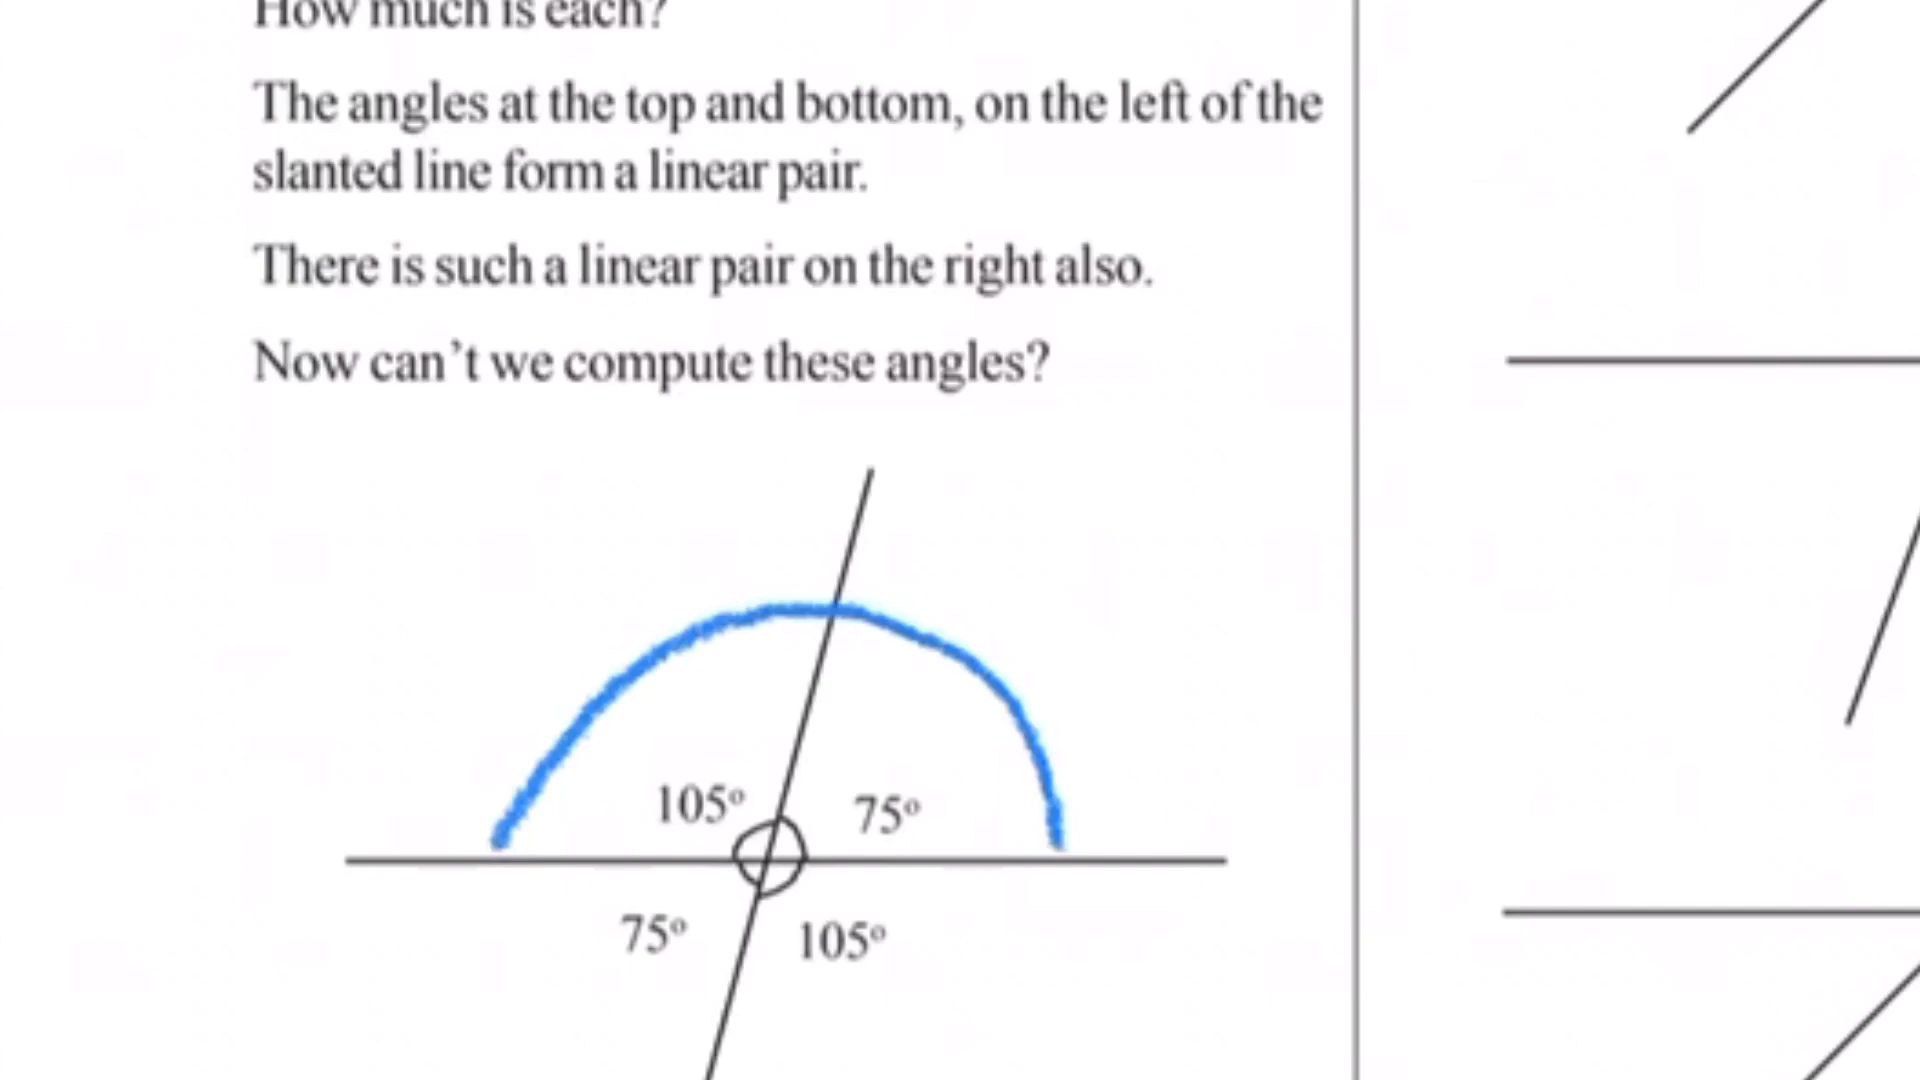 How much is each?
The angles at the top and bottom, on the left of the
slanted line form a linear pair.
There is such a linear pair on the right also.
Now can't we compute these angles?
105° 75°
75° 105°